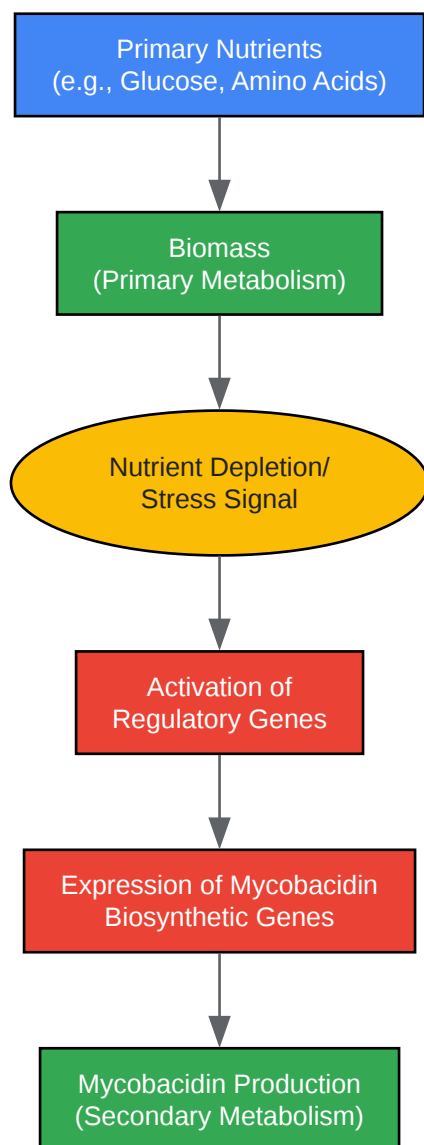 Primary Nutrients
(e.g., Glucose, Amino Acids)
Biomass
(Primary Metabolism)
Nutrient Depletion/
Stress Signal
Activation of
Regulatory Genes
Expression of Mycobacidin
Biosynthetic Genes
Mycobacidin Production
(Secondary Metabolism)